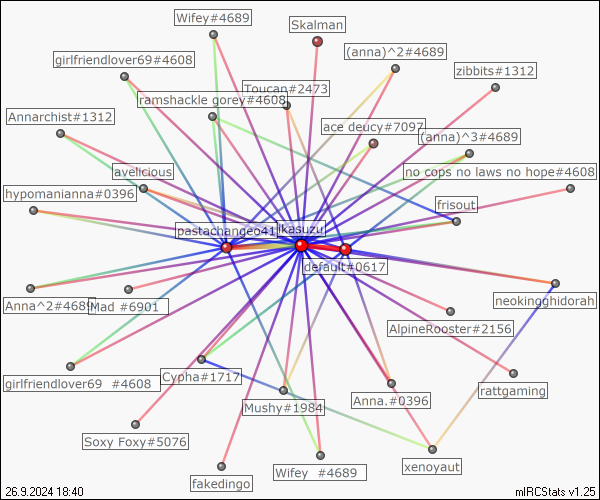 Wifey#4689
Skalman
girlfriendlover69#4608
(anna)^2#4689
zibbits#1312
Toucan#2473
ramshackle gorey#4608
Annarchist#1312
ace deucy#7097
(anna)^3#4689
avelicious
no cops no laws no hope#4608
hypomanianna#0396
frisout
pastachangeo41
Ikasuzu
default#0617
Anna^2#4689
Mad #6901
neokingghidorah
AlpineRooster#2156
girlfriendlover69 #4608
Cypha#1717
rattgaming
Mushy#1984
Anna.#0396
Soxy Foxy#5076
xenoyaut
Wifey #4689
fakedingo
26.9.2024 18:40
mIRCStats v1.25